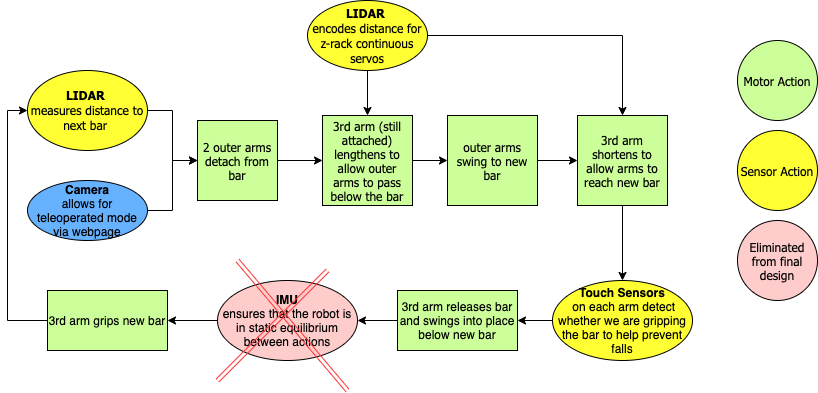 LIDAR
encodes distance for
z-rack continuous
servos
LIDAR
measures distance to
next bar
Camera
allows for
teleoperated mode
via webpage
2 outer arms
detach from
bar
3rd arm (still
attached)
lengthens to
allow outer
arms to pass
below the bar
outer arms
swing to new
bar
3rd arm
shortens to
allow arms to
reach new bar
Touch Sensors
on each arm detect
whether we are gripping
the bar to help prevent
falls
3rd arm releases bar
and swings into place
below new bar
IMU
ensures that the robot is
in static equilibrium
between actions
3rd arm grips new bar
Motor Action
Sensor Action
Eliminated
from final
design